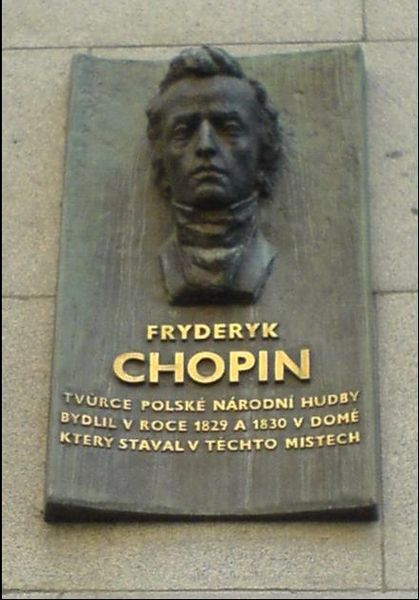 FRYDERYK
CHOPIN
TVŮRCE POLSKÉ NÁRODNÍ HUDBY
BYDLIL V ROCE 1829 A 1830 V DOMĚ
KTERÝ STÁVAL V TĚCHTO MÍSTECH